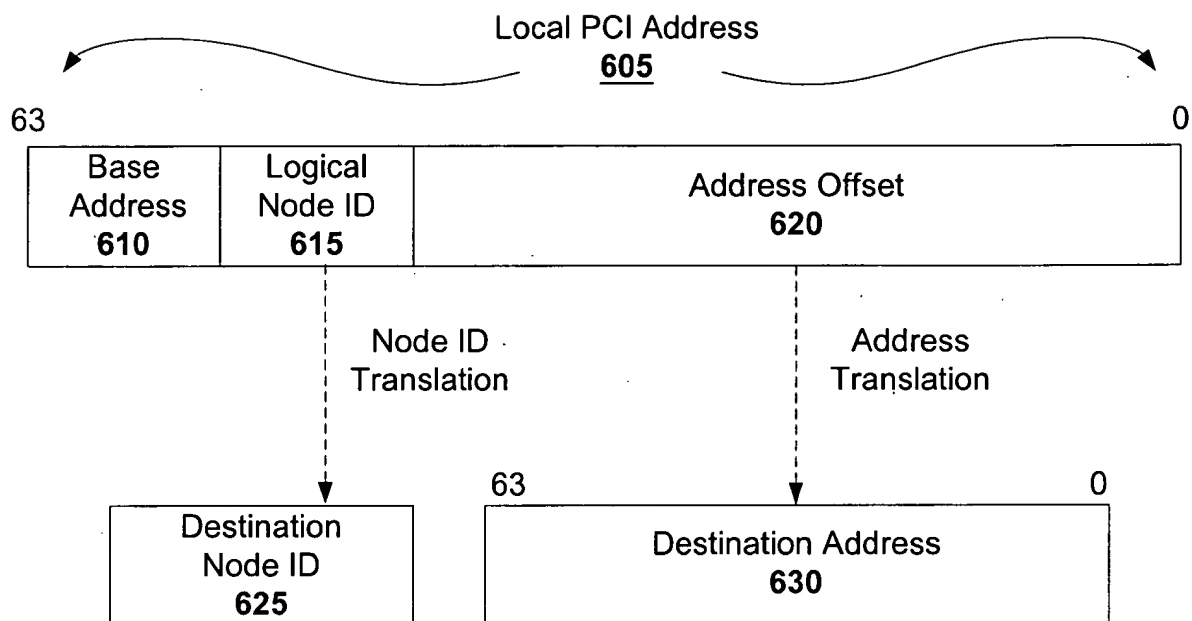 Local PCI Address
605
63
0
Base
Address
610
Logical
Node ID
615
Address Offset
620
Node ID
Translation
Address
Translation
63
0
Destination
Node ID
625
Destination Address
630